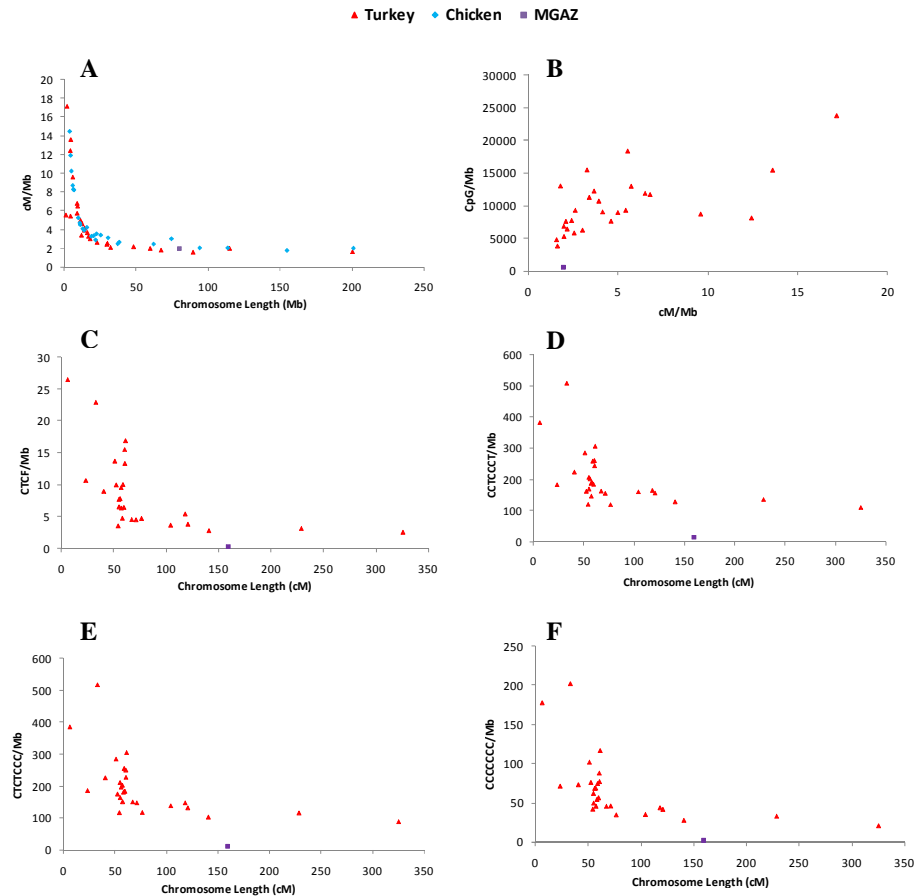 Turkey Chicken MGAZ
A
20
18
16
14
12
10
8
6
4
2
0
cM/Mb
0 50 100 150 200 250
Chromosome Length (Mb)
B
30000
25000
20000
15000
10000
5000
0
CpG/Mb
0 5 10 15 20
cM/Mb
C
30
25
20
15
10
5
0
CTCF/Mb
0 50 100 150 200 250 300 350
Chromosome Length (cM)
D
600
500
400
300
200
100
0
CCTCCCT/Mb
0 50 100 150 200 250 300 350
Chromosome Length (cM)
E
600
500
400
300
200
100
0
CTCTCCC/Mb
0 50 100 150 200 250 300 350
Chromosome Length (cM)
F
250
200
150
100
50
0
CCCCCCC/Mb
0 50 100 150 200 250 300 350
Chromosome Length (cM)